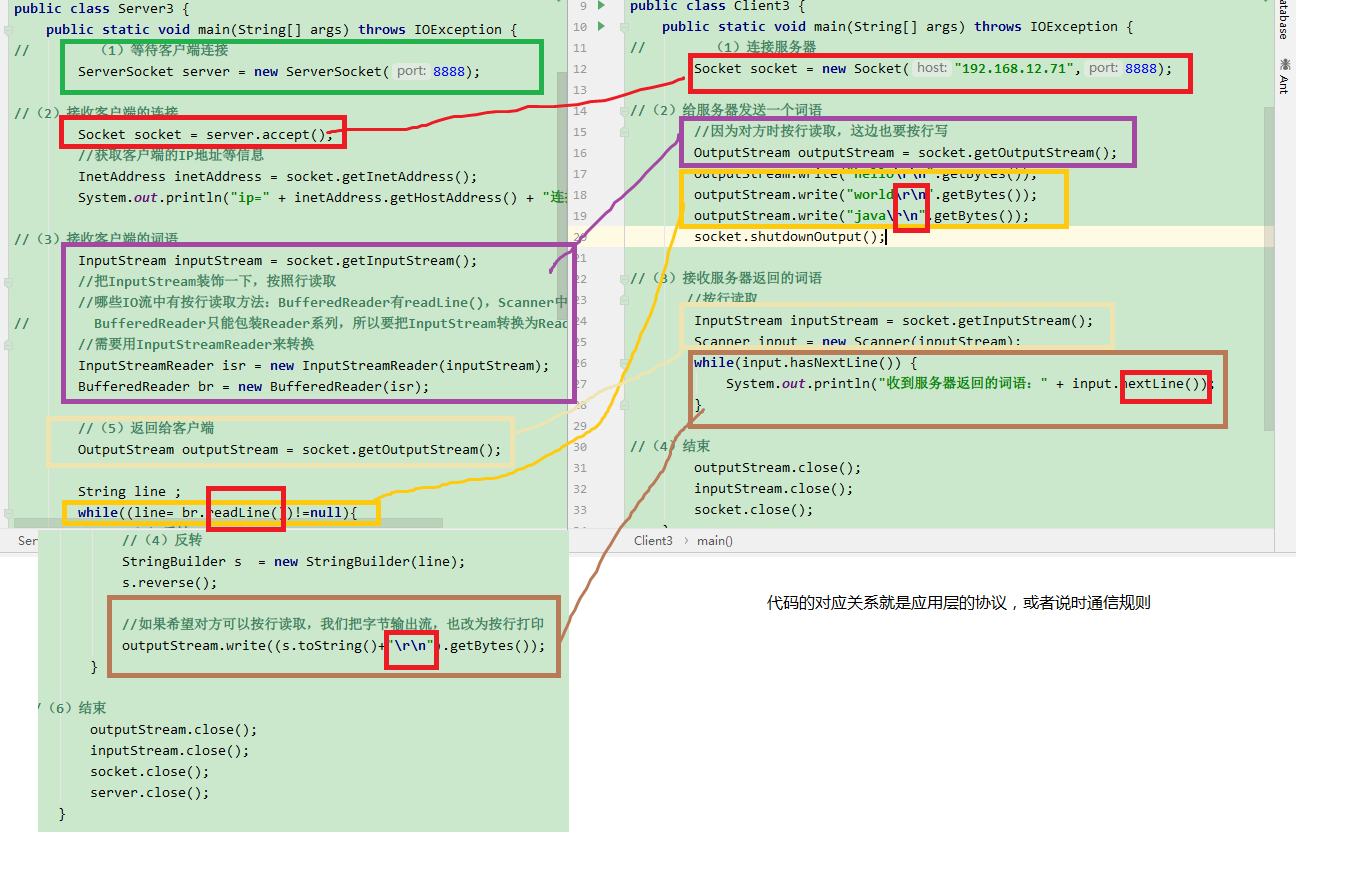 public class Server3 {
public static void main(String[] args) throws IOException {
// （1）等待客户端连接
ServerSocket server = new ServerSocket( port: 8888);
//（2）接收客户端的连接
Socket socket = server.accept();
//获取客户端的IP地址等信息
InetAddress inetAddress = socket.getInetAddress();
System.out.println("ip=" + inetAddress.getHostAddress() + "连
//（3）接收客户端的词语
InputStream inputStream = socket.getInputStream();
//把InputStream装饰一下，按照行读取
//哪些IO流中有按行读取方法：BufferedReader有readLine()，Scanner中
// BufferedReader只能包装Reader系列，所以要把InputStream转换为Read
//需要用InputStreamReader来转换
InputStreamReader isr = new InputStreamReader(inputStream);
BufferedReader br = new BufferedReader(isr);
//（5）返回给客户端
OutputStream outputStream = socket.getOutputStream();
String line ;
while((line= br.readLine())!=null){
Ser
//（4）反转
StringBuilder s = new StringBuilder(line);
s.reverse();
//如果希望对方可以按行读取，我们把字节输出流，也改为按行打印
outputStream.write((s.toString()+"\r\n").getBytes());
}
/（6）结束
outputStream.close();
inputStream.close();
socket.close();
server.close();
}
9 public class Client3 {
10 public static void main(String[] args) throws IOException {
11 // （1）连接服务器
12 Socket socket = new Socket( host: "192.168.12.71", port: 8888);
13
14 //（2）给服务器发送一个词语
15 //因为对方时按行读取，这边也要按行写
16 OutputStream outputStream = socket.getOutputStream();
17 outputStream.write("hello\r\n".getBytes());
18 outputStream.write("world\r\n".getBytes());
19 outputStream.write("java\r\n".getBytes());
20 socket.shutdownOutput();
21
22 //（3）接收服务器返回的词语
23 //按行读取
24 InputStream inputStream = socket.getInputStream();
25 Scanner input = new Scanner(inputStream);
26 while(input.hasNextLine()) {
27 System.out.println("收到服务器返回的词语：" + input.nextLine());
28 }
29
30 //（4）结束
31 outputStream.close();
32 inputStream.close();
33 socket.close();
Client3 › main()
atabase
Ant
代码的对应关系就是应用层的协议，或者说时通信规则